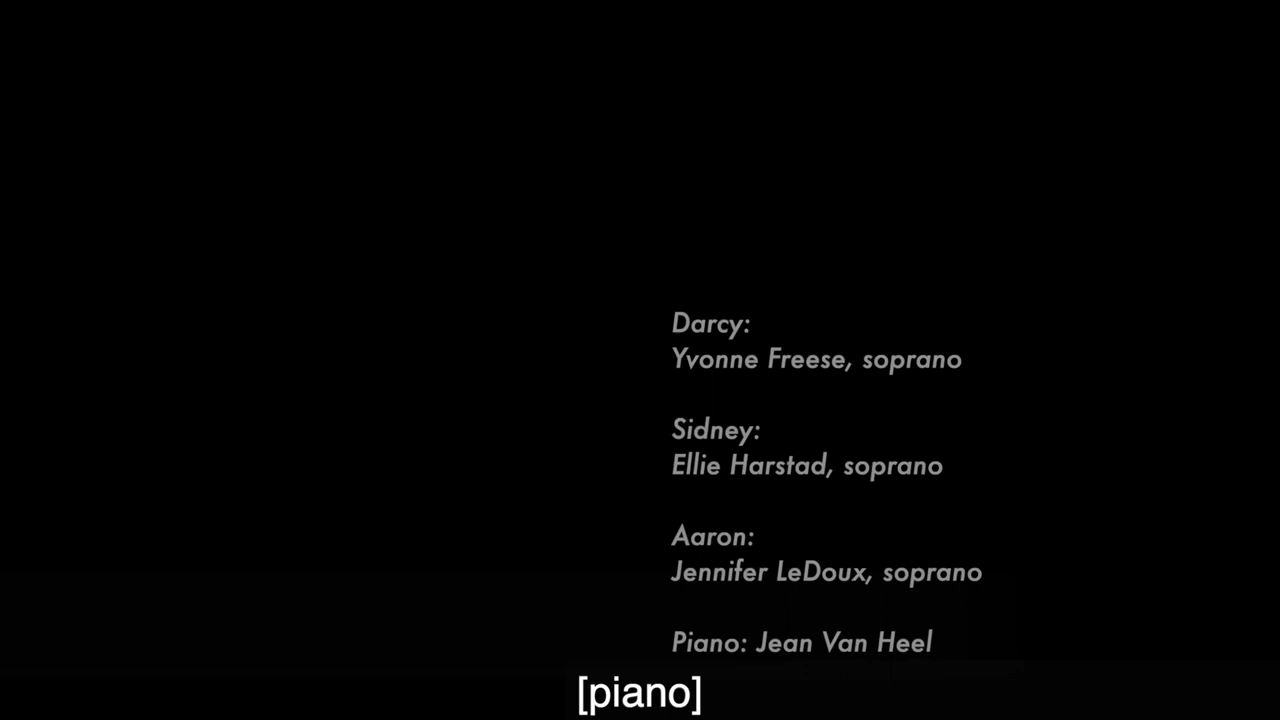 Darcy:
Yvonne Freese, soprano
Sidney:
Ellie Harstad, soprano
Aaron:
Jennifer LeDoux, soprano
Piano: Jean Van Heel
[piano]